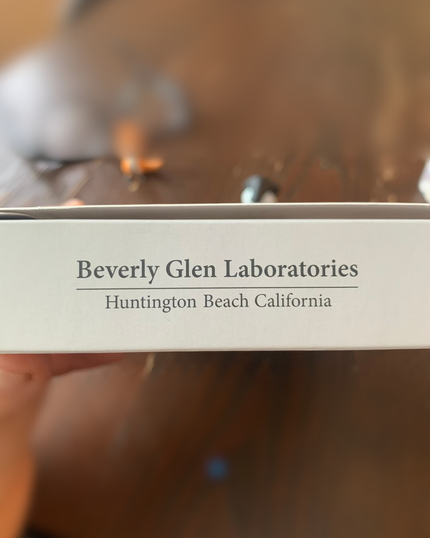 Beverly Glen Laboratories
Huntington Beach California